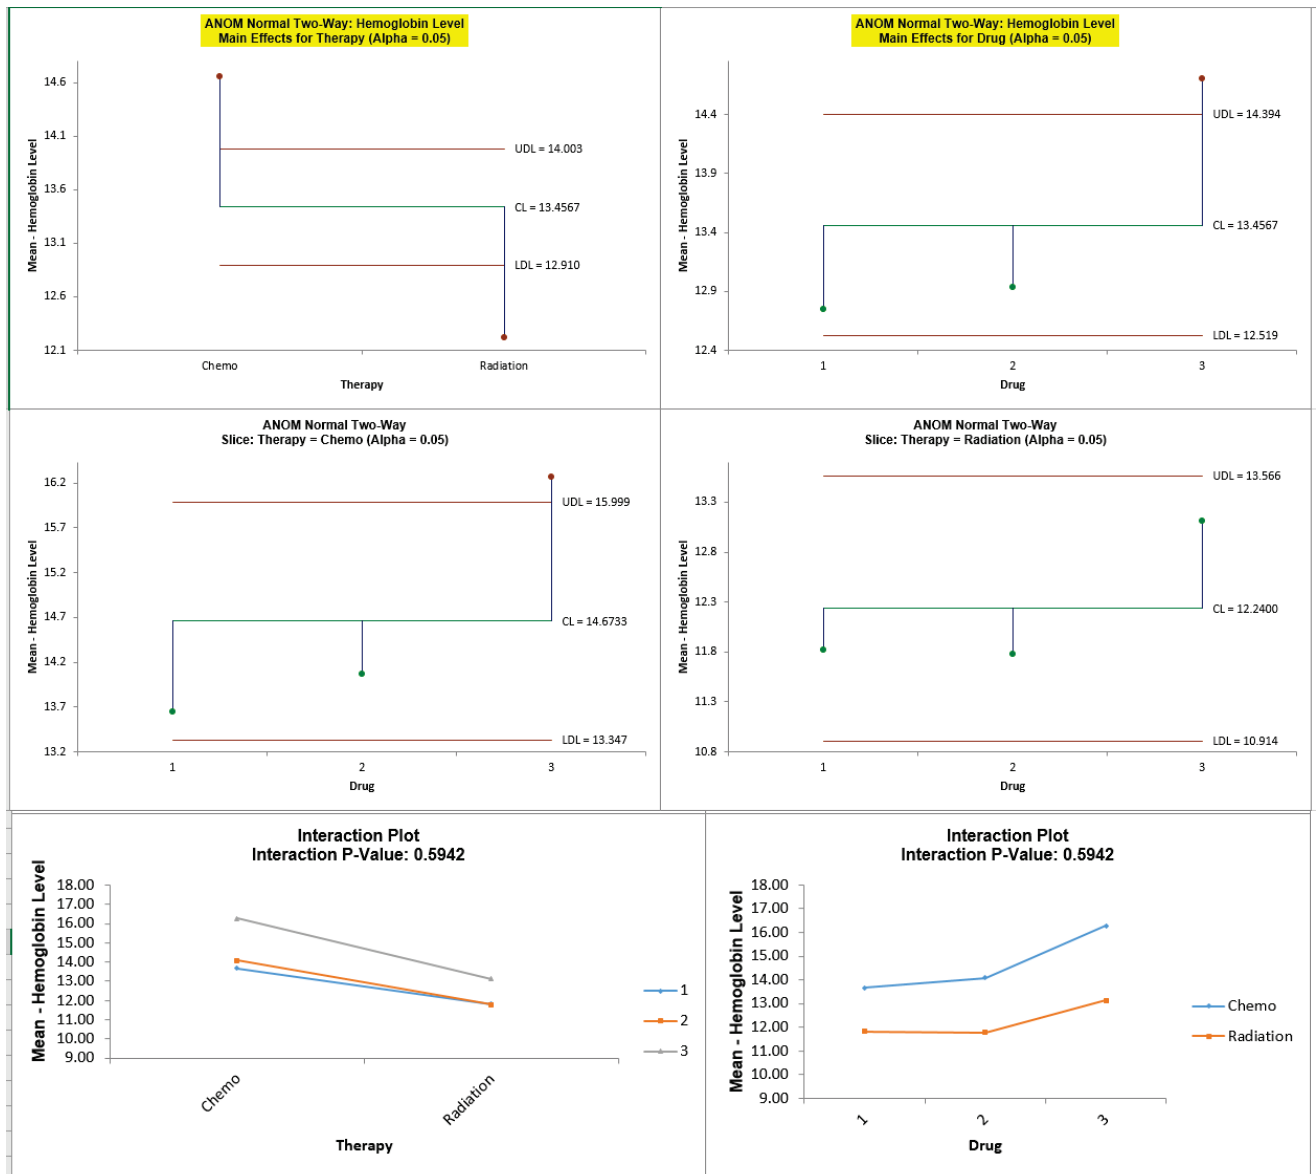 ANOM Normal Two-Way: Hemoglobin Level
Main Effects for Therapy (Alpha = 0.05)
14.6
14.1
13.6
13.1
12.6
12.1
Mean - Hemoglobin Level
UDL = 14.003
CL = 13.4567
LDL = 12.910
Chemo
Radiation
Therapy
ANOM Normal Two-Way: Hemoglobin Level
Main Effects for Drug (Alpha = 0.05)
14.4
13.9
13.4
12.9
12.4
Mean - Hemoglobin Level
UDL = 14.394
CL = 13.4567
LDL = 12.519
1
2
3
Drug
ANOM Normal Two-Way
Slice: Therapy = Chemo (Alpha = 0.05)
16.2
15.7
15.2
14.7
14.2
13.7
13.2
Mean - Hemoglobin Level
UDL = 15.999
CL = 14.6733
LDL = 13.347
1
2
3
Drug
ANOM Normal Two-Way
Slice: Therapy = Radiation (Alpha = 0.05)
13.3
12.8
12.3
11.8
11.3
10.8
Mean - Hemoglobin Level
UDL = 13.566
CL = 12.2400
LDL = 10.914
1
2
3
Drug
Interaction Plot
Interaction P-Value: 0.5942
18.00
17.00
16.00
15.00
14.00
13.00
12.00
11.00
10.00
9.00
Mean - Hemoglobin Level
Chemo
Radiation
Therapy
1
2
3
Interaction Plot
Interaction P-Value: 0.5942
18.00
17.00
16.00
15.00
14.00
13.00
12.00
11.00
10.00
9.00
Mean - Hemoglobin Level
1
2
3
Drug
Chemo
Radiation